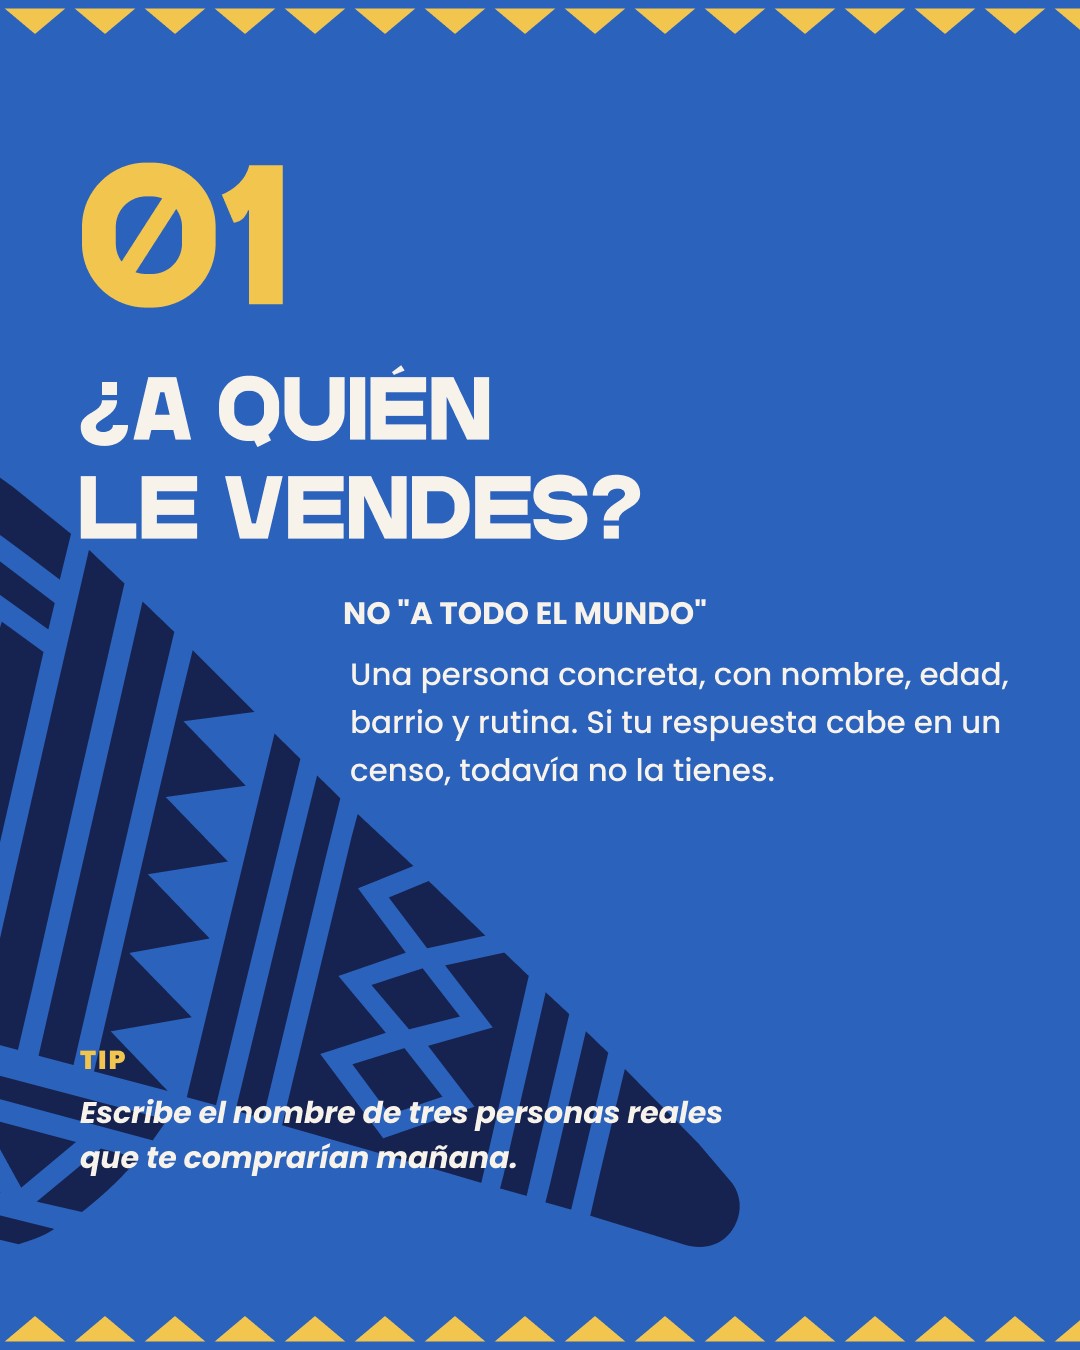 01
¿A QUIÉN
LE VENDES?
NO "A TODO EL MUNDO"
Una persona concreta, con nombre, edad,
barrio y rutina. Si tu respuesta cabe en un
censo, todavía no la tienes.
TIP
Escribe el nombre de tres personas reales
que te comprarían mañana.